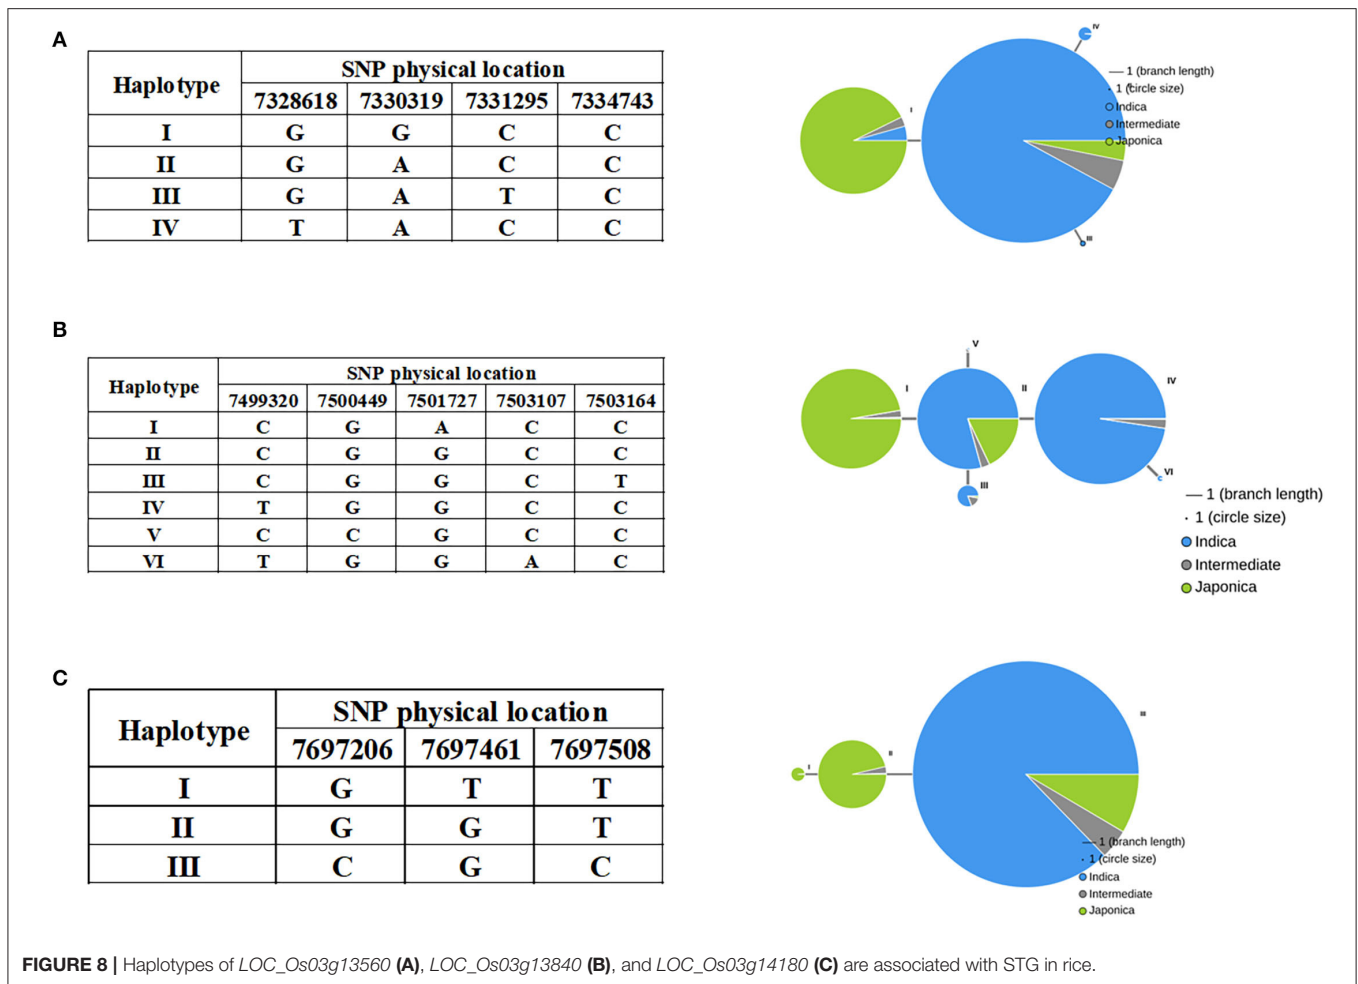 A
Haplotype SNP physical location
7328618 7330319 7331295 7334743
I G G C C
II G A C C
III G A T C
IV T A C C
IV
I
1 (branch length)
1 (circle size)
Indica
Intermediate
Japonica
III
B
Haplotype SNP physical location
7499320 7500449 7501727 7503107 7503164
I C G A C C
II C G G C C
III C G G C T
IV T G G C C
V C C G C C
VI T G G A C
V
I II IV
III VI
1 (branch length)
1 (circle size)
Indica
Intermediate
Japonica
C
Haplotype SNP physical location
7697206 7697461 7697508
I G T T
II G G T
III C G C
III
I II
1 (branch length)
1 (circle size)
Indica
Intermediate
Japonica
FIGURE 8 | Haplotypes of LOC_Os03g13560 (A), LOC_Os03g13840 (B), and LOC_Os03g14180 (C) are associated with STG in rice.